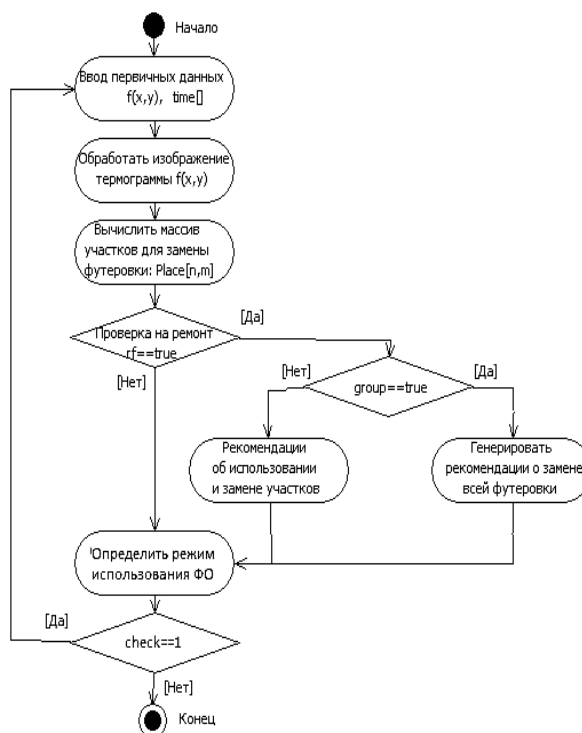 Начало
Ввод первичных данных
f(x,y), time[]
Обработать изображение
термограммы f(x,y)
Вычислить массив
участков для замены
футеровки: Place[n,m]
Проверка на ремонт
rf==true
[Да]
[Нет]
group==true
[Нет]
[Да]
Рекомендации
об использовании
и замене участков
Генерировать
рекомендации о замене
всей футеровки
'Определить режим
использования ФО
[Да]
check==1
[Нет]
Конец